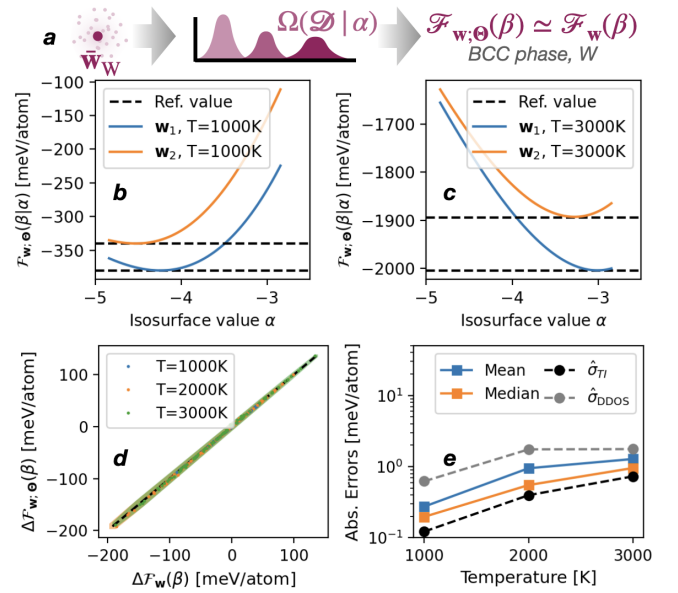 a
w̄_W
Ω(𝒟 | α)
ℱ_w;Θ(β) ≃ ℱ_w(β)
BCC phase, W
ℱ_w;Θ(β|α) [meV/atom]
−100
−150
−200
−250
−300
−350
Ref. value
w₁, T=1000K
w₂, T=1000K
b
−5
−4
−3
Isosurface value α
ℱ_w;Θ(β|α) [meV/atom]
−1700
−1800
−1900
−2000
Ref. value
w₁, T=3000K
w₂, T=3000K
c
−5
−4
−3
Isosurface value α
Δℱ_w;Θ(β) [meV/atom]
100
0
−100
−200
T=1000K
T=2000K
T=3000K
d
−200
−100
0
100
Δℱ_w(β) [meV/atom]
Abs. Errors [meV/atom]
10¹
10⁰
10⁻¹
Mean
Median
σ̂_TI
σ̂_DDOS
e
1000
2000
3000
Temperature [K]